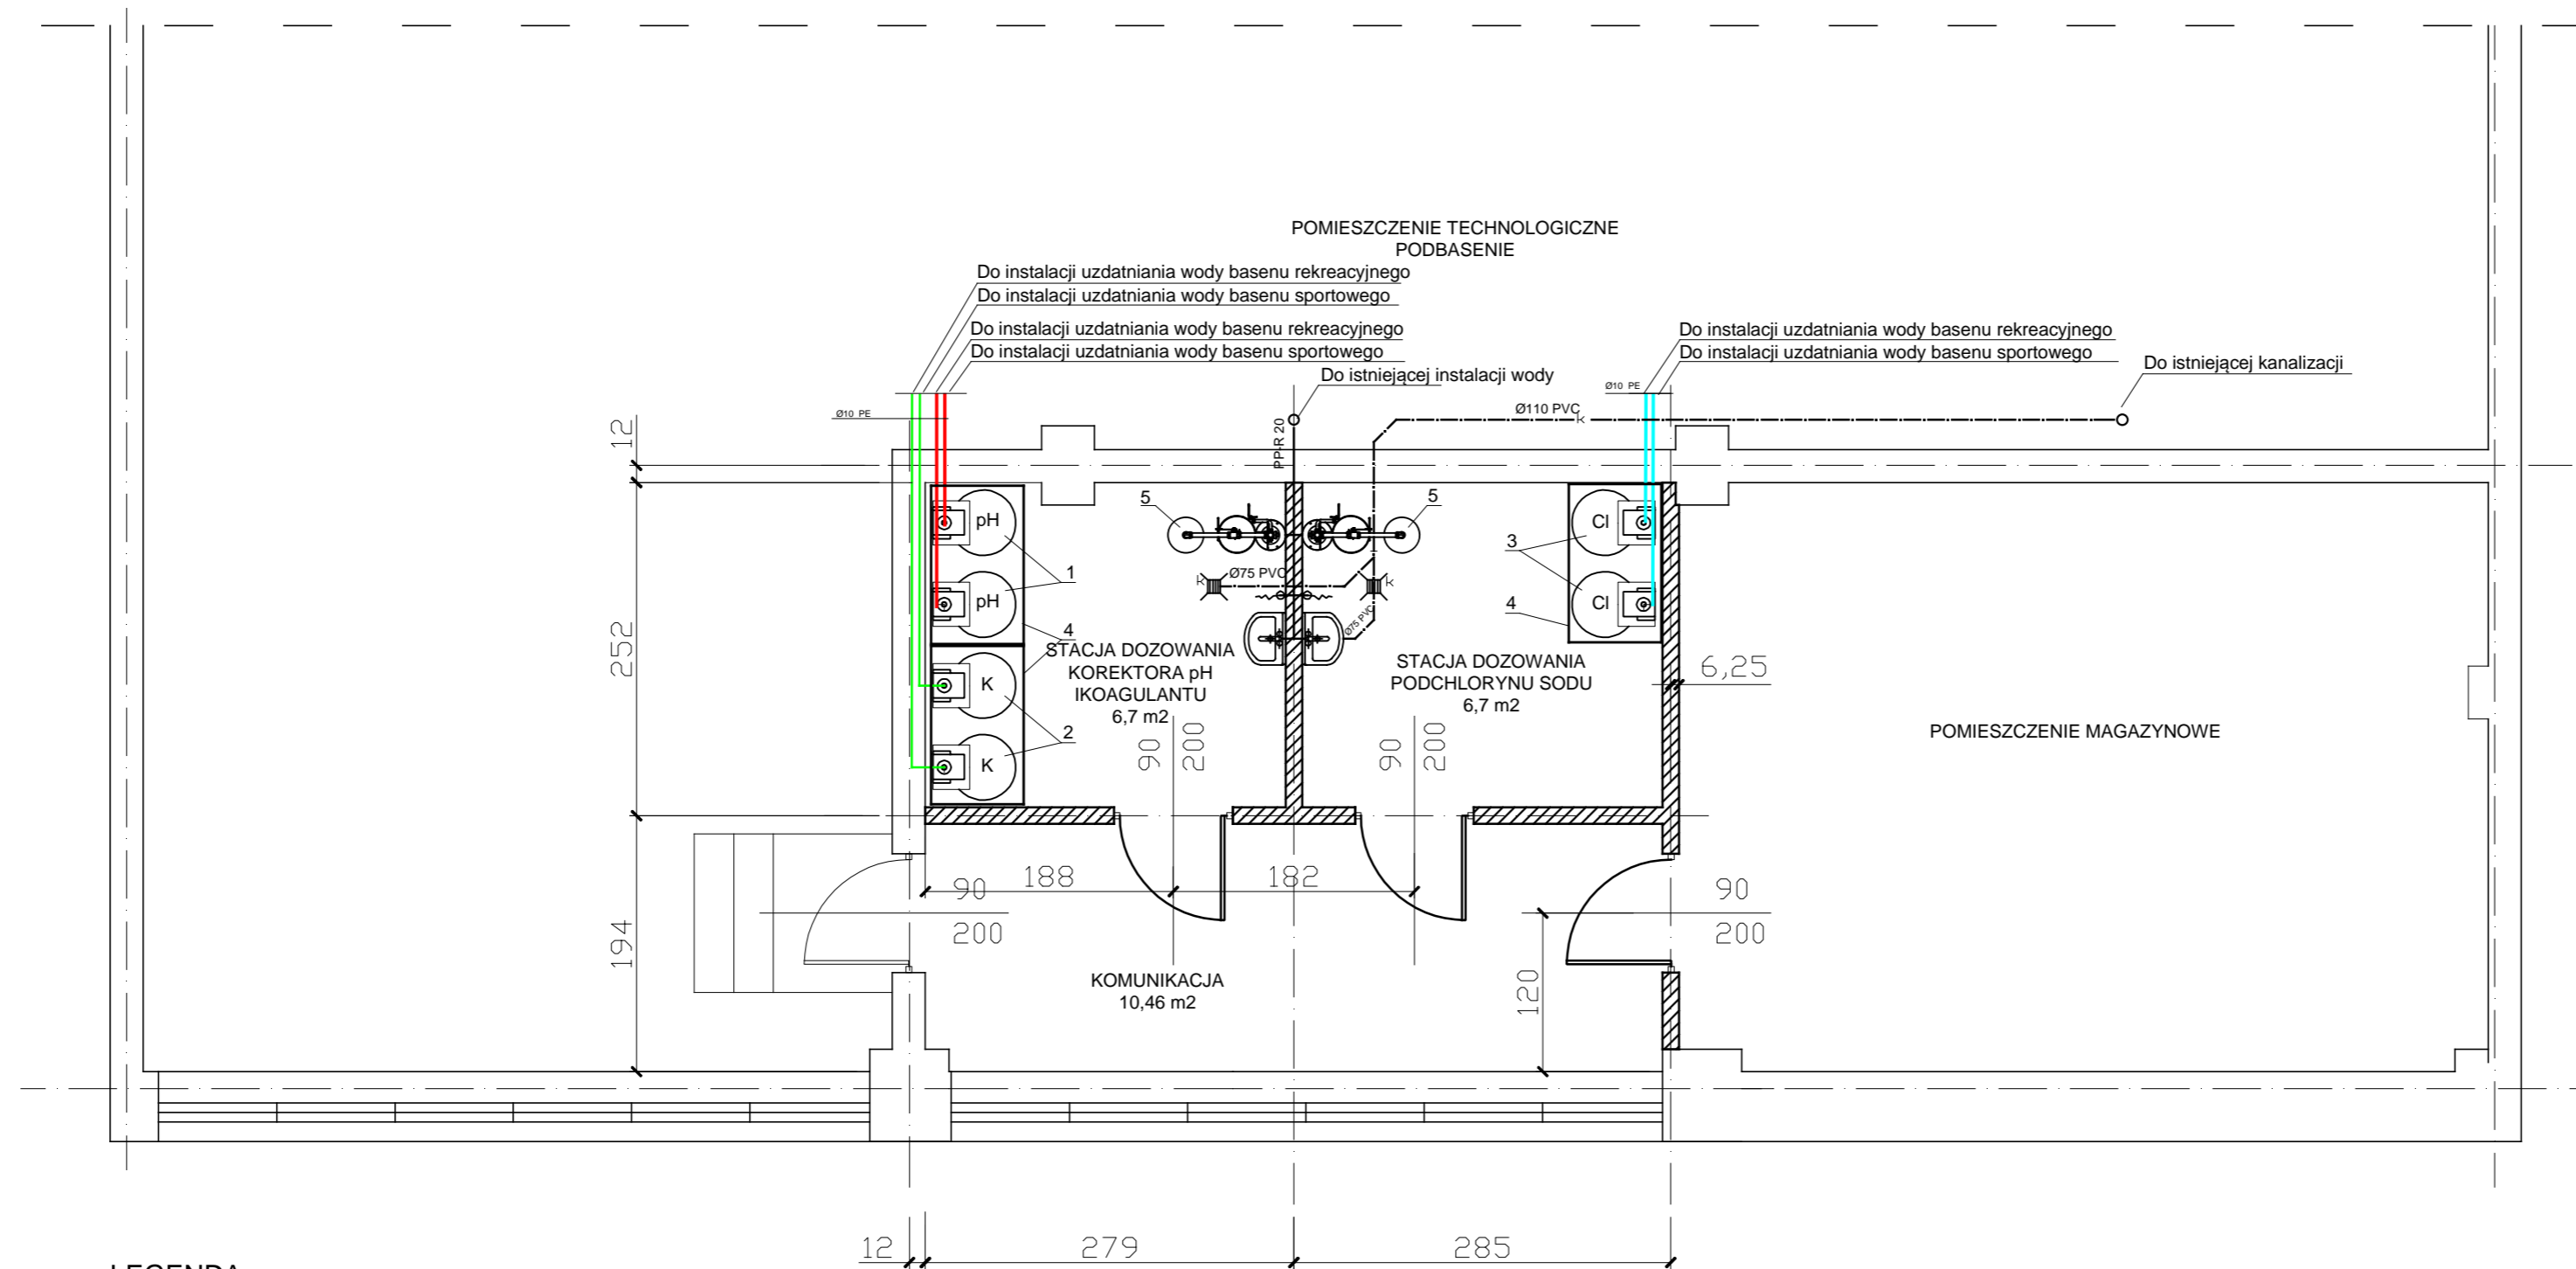 POMIESZCZENIE TECHNOLOGICZNE
PODBASENIE
Do instalacji uzdatniania wody basenu rekreacyjnego
Do instalacji uzdatniania wody basenu sportowego
Do instalacji uzdatniania wody basenu rekreacyjnego
Do instalacji uzdatniania wody basenu sportowego
Do instalacji uzdatniania wody basenu rekreacyjnego
Do instalacji uzdatniania wody basenu sportowego
Do istniejącej instalacji wody
Do istniejącej kanalizacji
Ø10 PE
Ø10 PE
Ø110 PVC
k
PP-R 20
12
252
194
pH
pH
K
K
1
4
2
5
5
3
4
Cl
Cl
k
Ø75 PVC
k
Ø75 PVC
STACJA DOZOWANIA
KOREKTORA pH
IKOAGULANTU
6,7 m2
STACJA DOZOWANIA
PODCHLORYNU SODU
6,7 m2
6,25
POMIESZCZENIE MAGAZYNOWE
90
200
90
200
188
182
90
200
90
200
120
KOMUNIKACJA
10,46 m2
12
279
285
LEGENDA